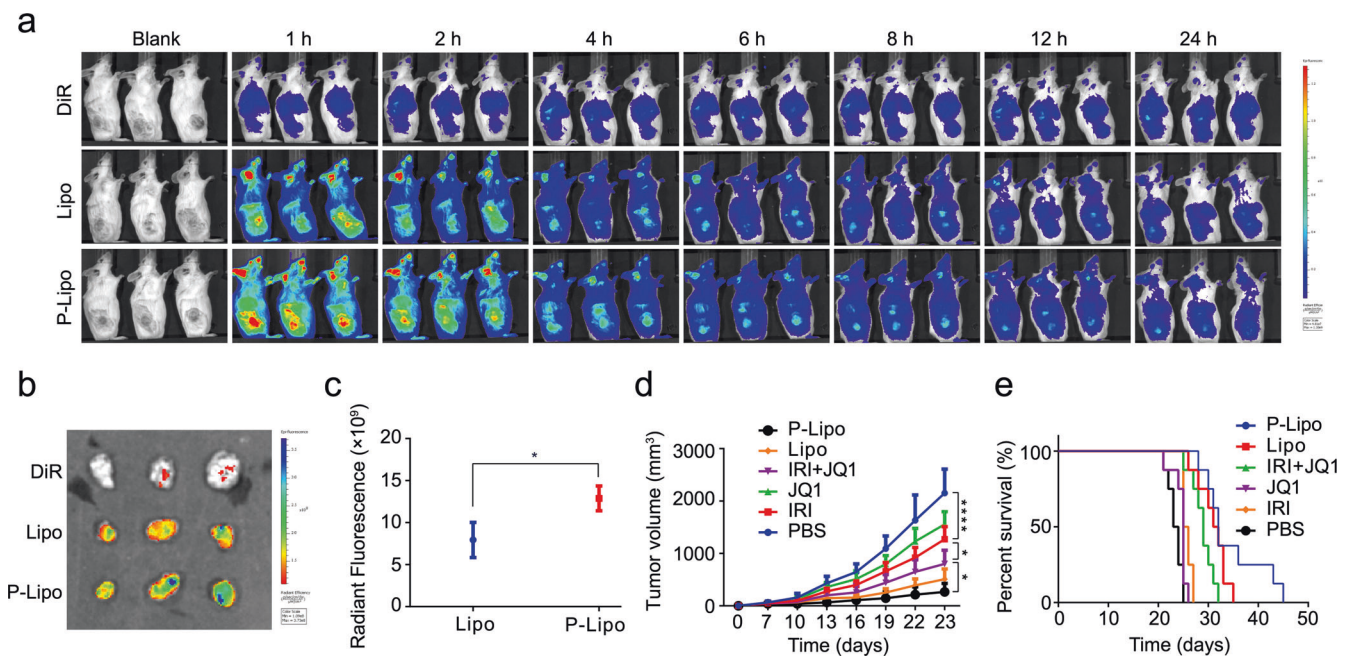 a
Blank 1 h 2 h 4 h 6 h 8 h 12 h 24 h
DiR
Lipo
P-Lipo
b
DiR
Lipo
P-Lipo
c
Radiant Fluorescence (×10⁹)
20
15
10
5
0
*
Lipo P-Lipo
d
P-Lipo
Lipo
IRI+JQ1
JQ1
IRI
PBS
Tumor volume (mm³)
3000
2000
1000
0
****
*
*
0 7 10 13 16 19 22 23
Time (days)
e
P-Lipo
Lipo
IRI+JQ1
JQ1
IRI
PBS
Percent survival (%)
100
50
0
0 10 20 30 40 50
Time (days)